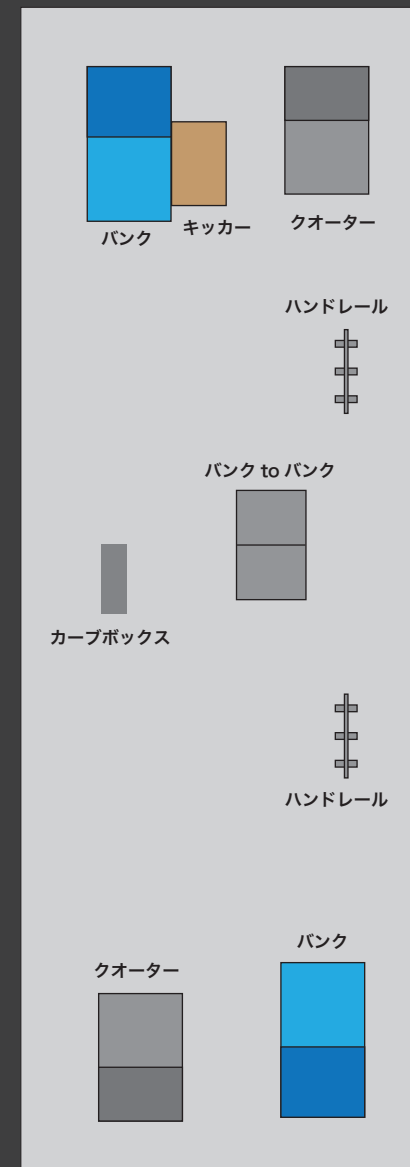 バンク
キッカー
クオーター
ハンドレール
バンク to バンク
カーブボックス
ハンドレール
バンク
クオーター